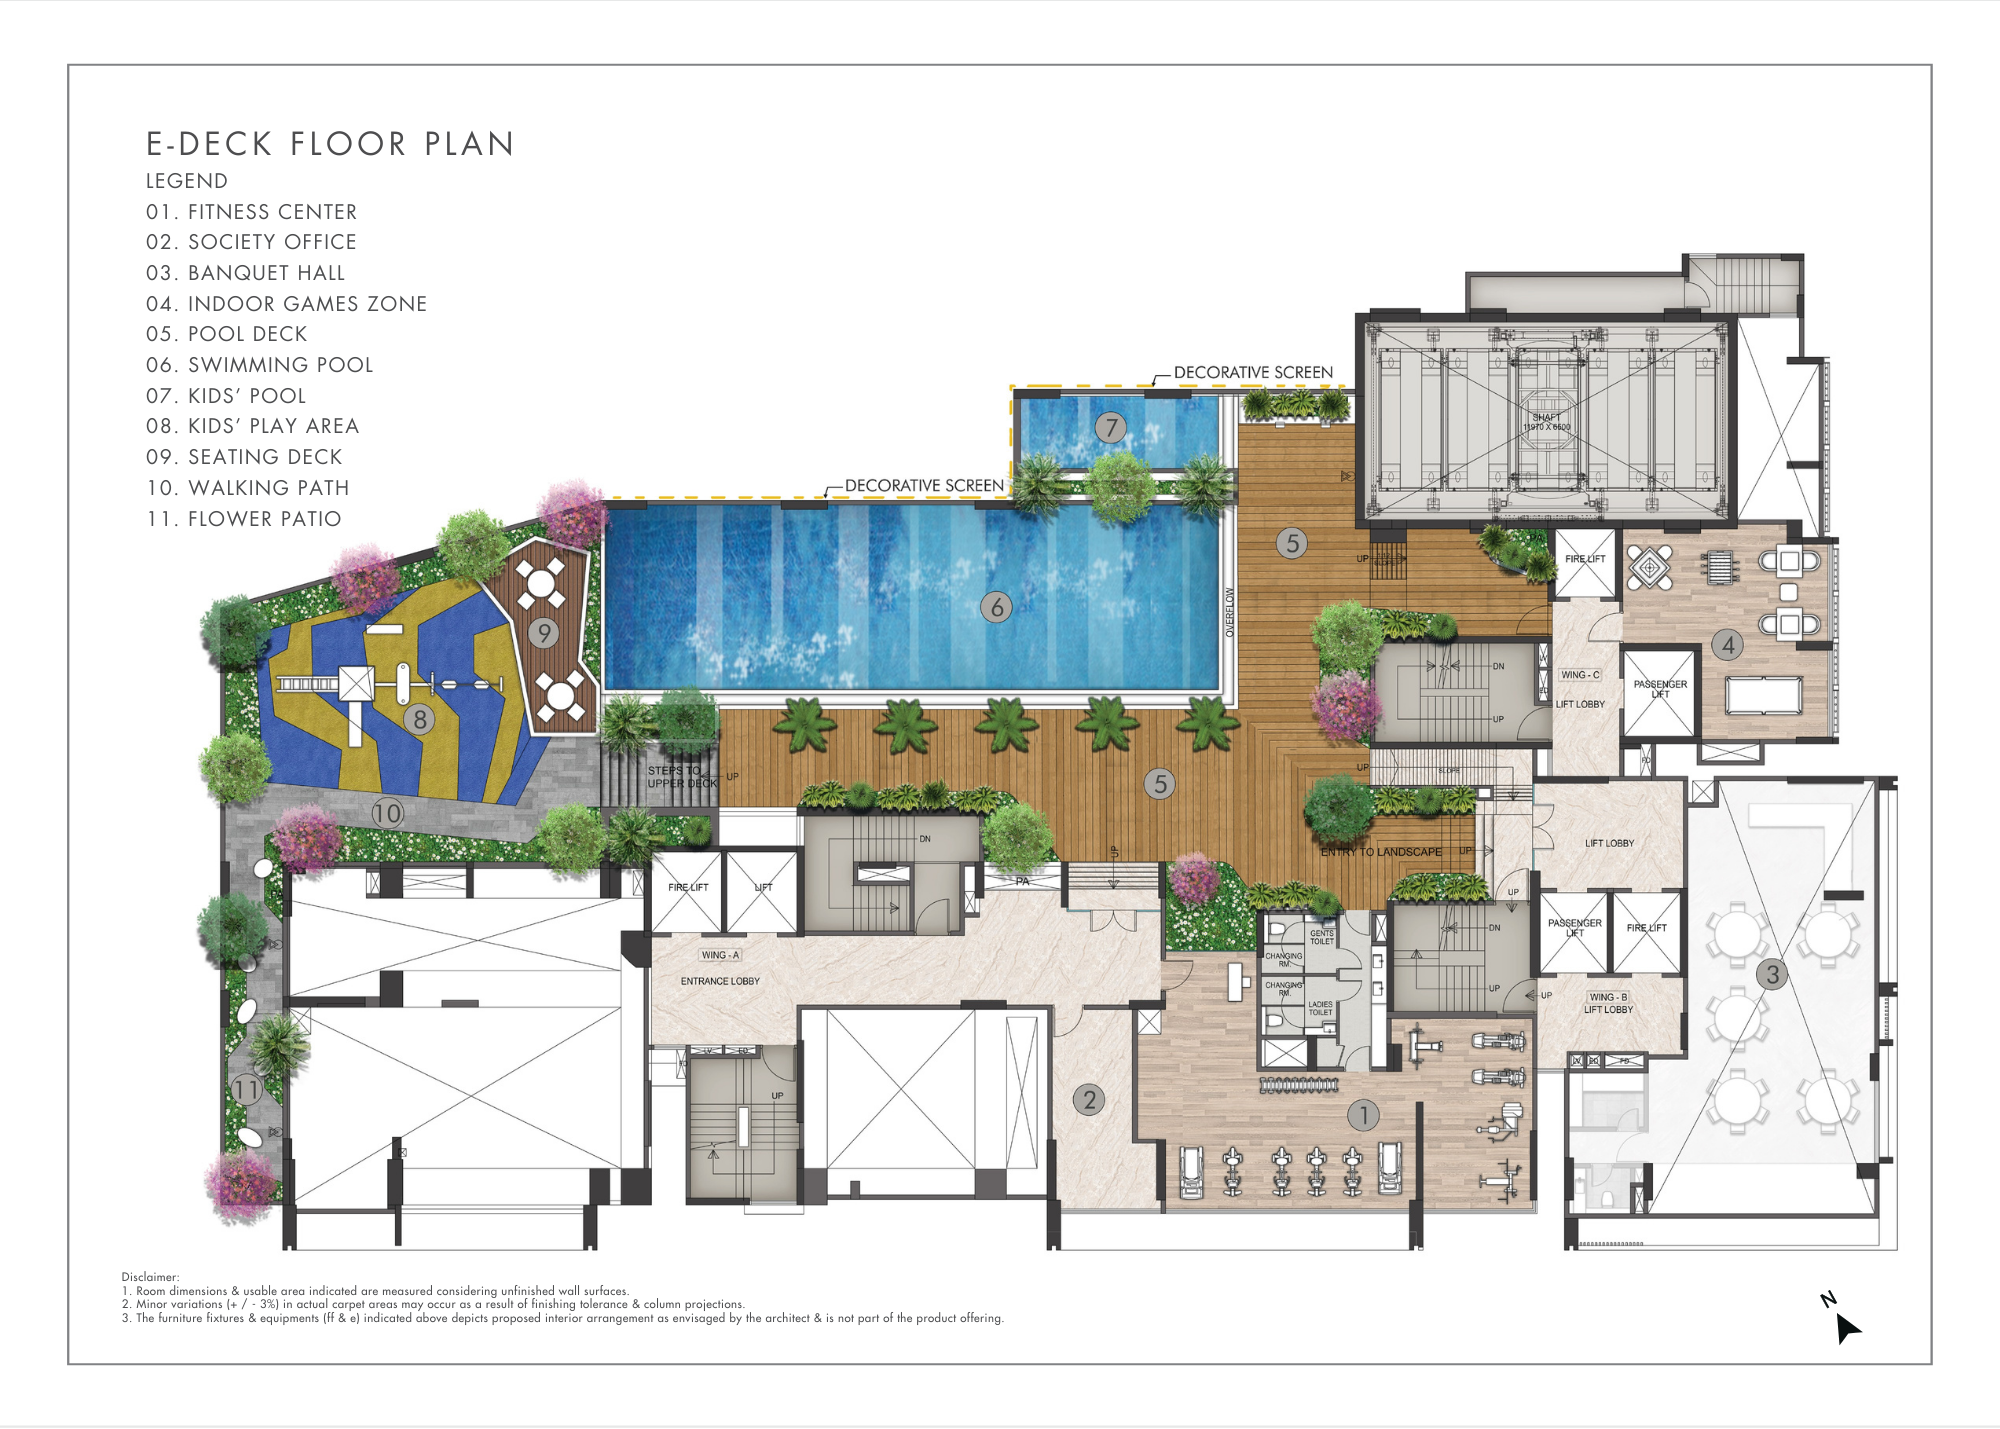 E-DECK FLOOR PLAN
LEGEND
01. FITNESS CENTER
02. SOCIETY OFFICE
03. BANQUET HALL
04. INDOOR GAMES ZONE
05. POOL DECK
06. SWIMMING POOL
07. KIDS' POOL
08. KIDS' PLAY AREA
09. SEATING DECK
10. WALKING PATH
11. FLOWER PATIO
DECORATIVE SCREEN
DECORATIVE SCREEN
SHAFT
11970 X 6600
7
5
6
OVERFLOW
UP
FIRE LIFT
4
9
8
10
DN
UP
WING - C
LIFT LOBBY
PASSENGER
LIFT
STEPS TO
UPPER DECK
UP
5
UP
SLOPE
FD
DN
UP
ENTRY TO LANDSCAPE
UP
LIFT LOBBY
FIRE LIFT
LIFT
PA
UP
DN
UP
PASSENGER
LIFT
FIRE LIFT
GENTS
TOILET
CHANGING
RM.
CHANGING
RM.
LADIES
TOILET
WING - A
ENTRANCE LOBBY
UP
WING - B
LIFT LOBBY
3
LV
ED
FD
LV
ED
UP
11
2
1
Disclaimer:
1. Room dimensions & usable area indicated are measured considering unfinished wall surfaces.
2. Minor variations (+ / - 3%) in actual carpet areas may occur as a result of finishing tolerance & column projections.
3. The furniture fixtures & equipments (ff & e) indicated above depicts proposed interior arrangement as envisaged by the architect & is not part of the product offering.
N